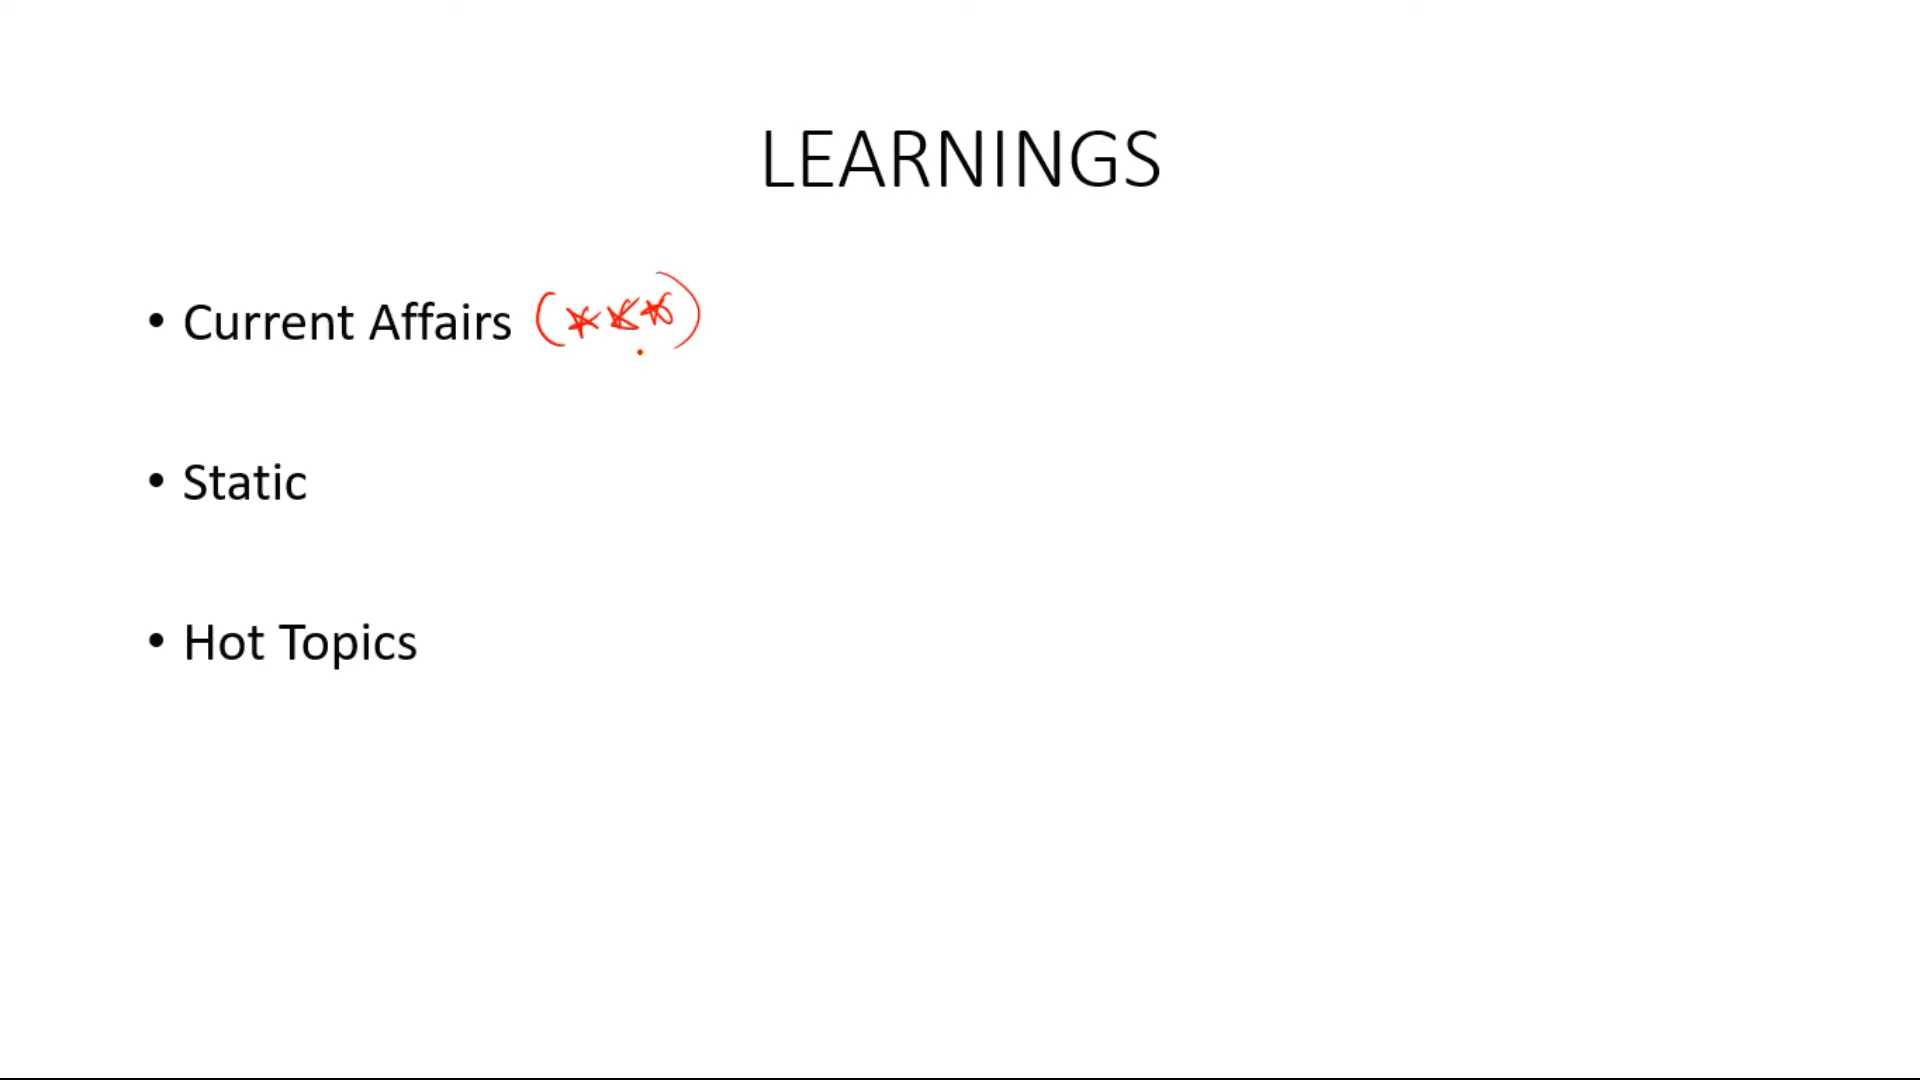 LEARNINGS
• Current Affairs (***)
• Static
• Hot Topics